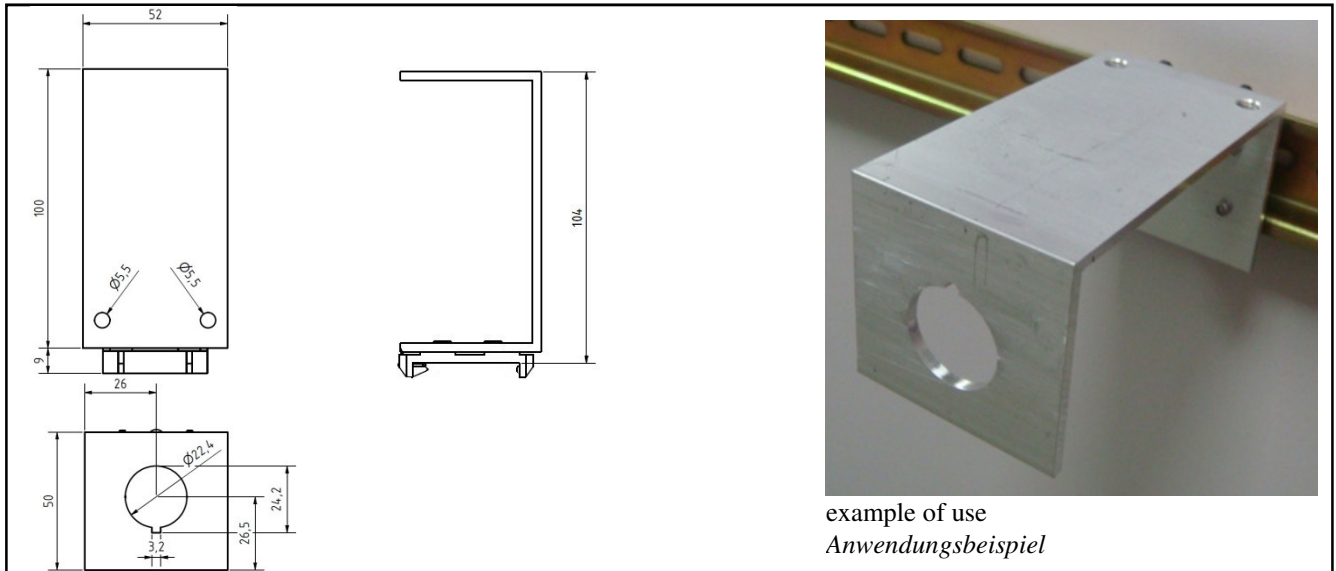 52
100
104
Ø5,5
Ø5,5
9
26
Ø22,4
50
24,2
26,5
3,2
example of use
Anwendungsbeispiel